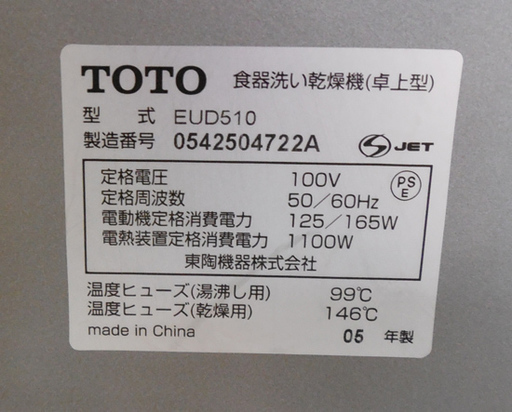 TOTO 食器洗い乾燥機(卓上型)
型 式 EUD510
製造番号 0542504722A S JET
定格電圧 100V PSE
定格周波数 50/60Hz
電動機定格消費電力 125/165W
電熱装置定格消費電力 1100W
東陶機器株式会社
温度ヒューズ(湯沸し用) 99℃
温度ヒューズ(乾燥用) 146℃
made in China 05 年製